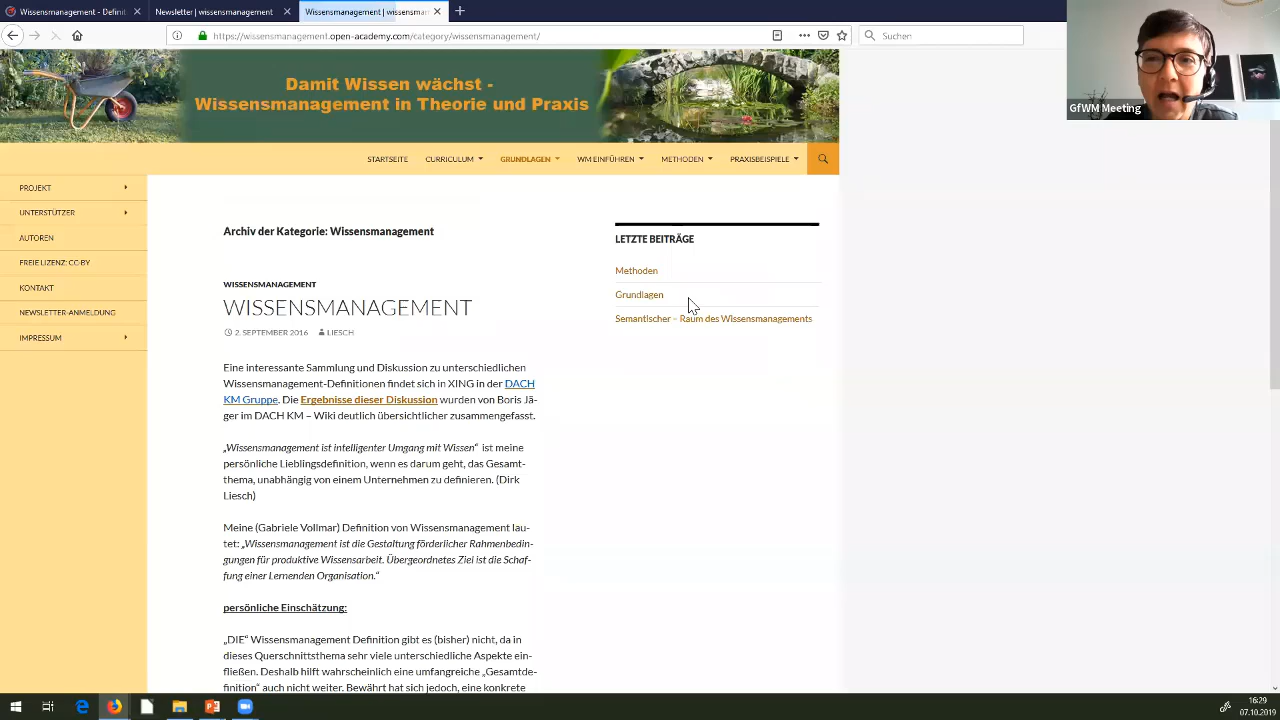 Wissensmanagement - Definit
Newsletter | wissensmanagement
Wissensmanagement | wissensman
https://wissensmanagement.open-academy.com/category/wissensmanagement/
Suchen
Damit Wissen wächst -
Wissensmanagement in Theorie und Praxis
GfWM Meeting
STARTSEITE CURRICULUM GRUNDLAGEN WM EINFÜHREN METHODEN PRAXISBEISPIELE
PROJEKT
UNTERSTÜTZER
AUTOREN
FREIE LIZENZ: CC-BY
KONTAKT
NEWSLETTER-ANMELDUNG
IMPRESSUM
Archiv der Kategorie: Wissensmanagement
WISSENSMANAGEMENT
WISSENSMANAGEMENT
2. SEPTEMBER 2016 LIESCH
Eine interessante Sammlung und Diskussion zu unterschiedlichen
Wissensmanagement-Definitionen findet sich in XING in der DACH
KM Gruppe. Die Ergebnisse dieser Diskussion wurden von Boris Jä-
ger im DACH KM – Wiki deutlich übersichtlicher zusammengefasst.
„Wissensmanagement ist intelligenter Umgang mit Wissen“ ist meine
persönliche Lieblingsdefinition, wenn es darum geht, das Gesamt-
thema, unabhängig von einem Unternehmen zu definieren. (Dirk
Liesch)
Meine (Gabriele Vollmar) Definition von Wissensmanagement lau-
tet: „Wissensmanagement ist die Gestaltung förderlicher Rahmenbedin-
gungen für produktive Wissensarbeit. Übergeordnetes Ziel ist die Schaf-
fung einer Lernenden Organisation.“
persönliche Einschätzung:
„DIE“ Wissensmanagement Definition gibt es (bisher) nicht, da in
dieses Querschnittsthema sehr viele unterschiedliche Aspekte ein-
fließen. Deshalb hilft wahrscheinlich eine umfangreiche „Gesamtde-
finition“ auch nicht weiter. Bewährt hat sich jedoch, eine konkrete
LETZTE BEITRÄGE
Methoden
Grundlagen
Semantischer – Raum des Wissensmanagements
16:29
07.10.2019